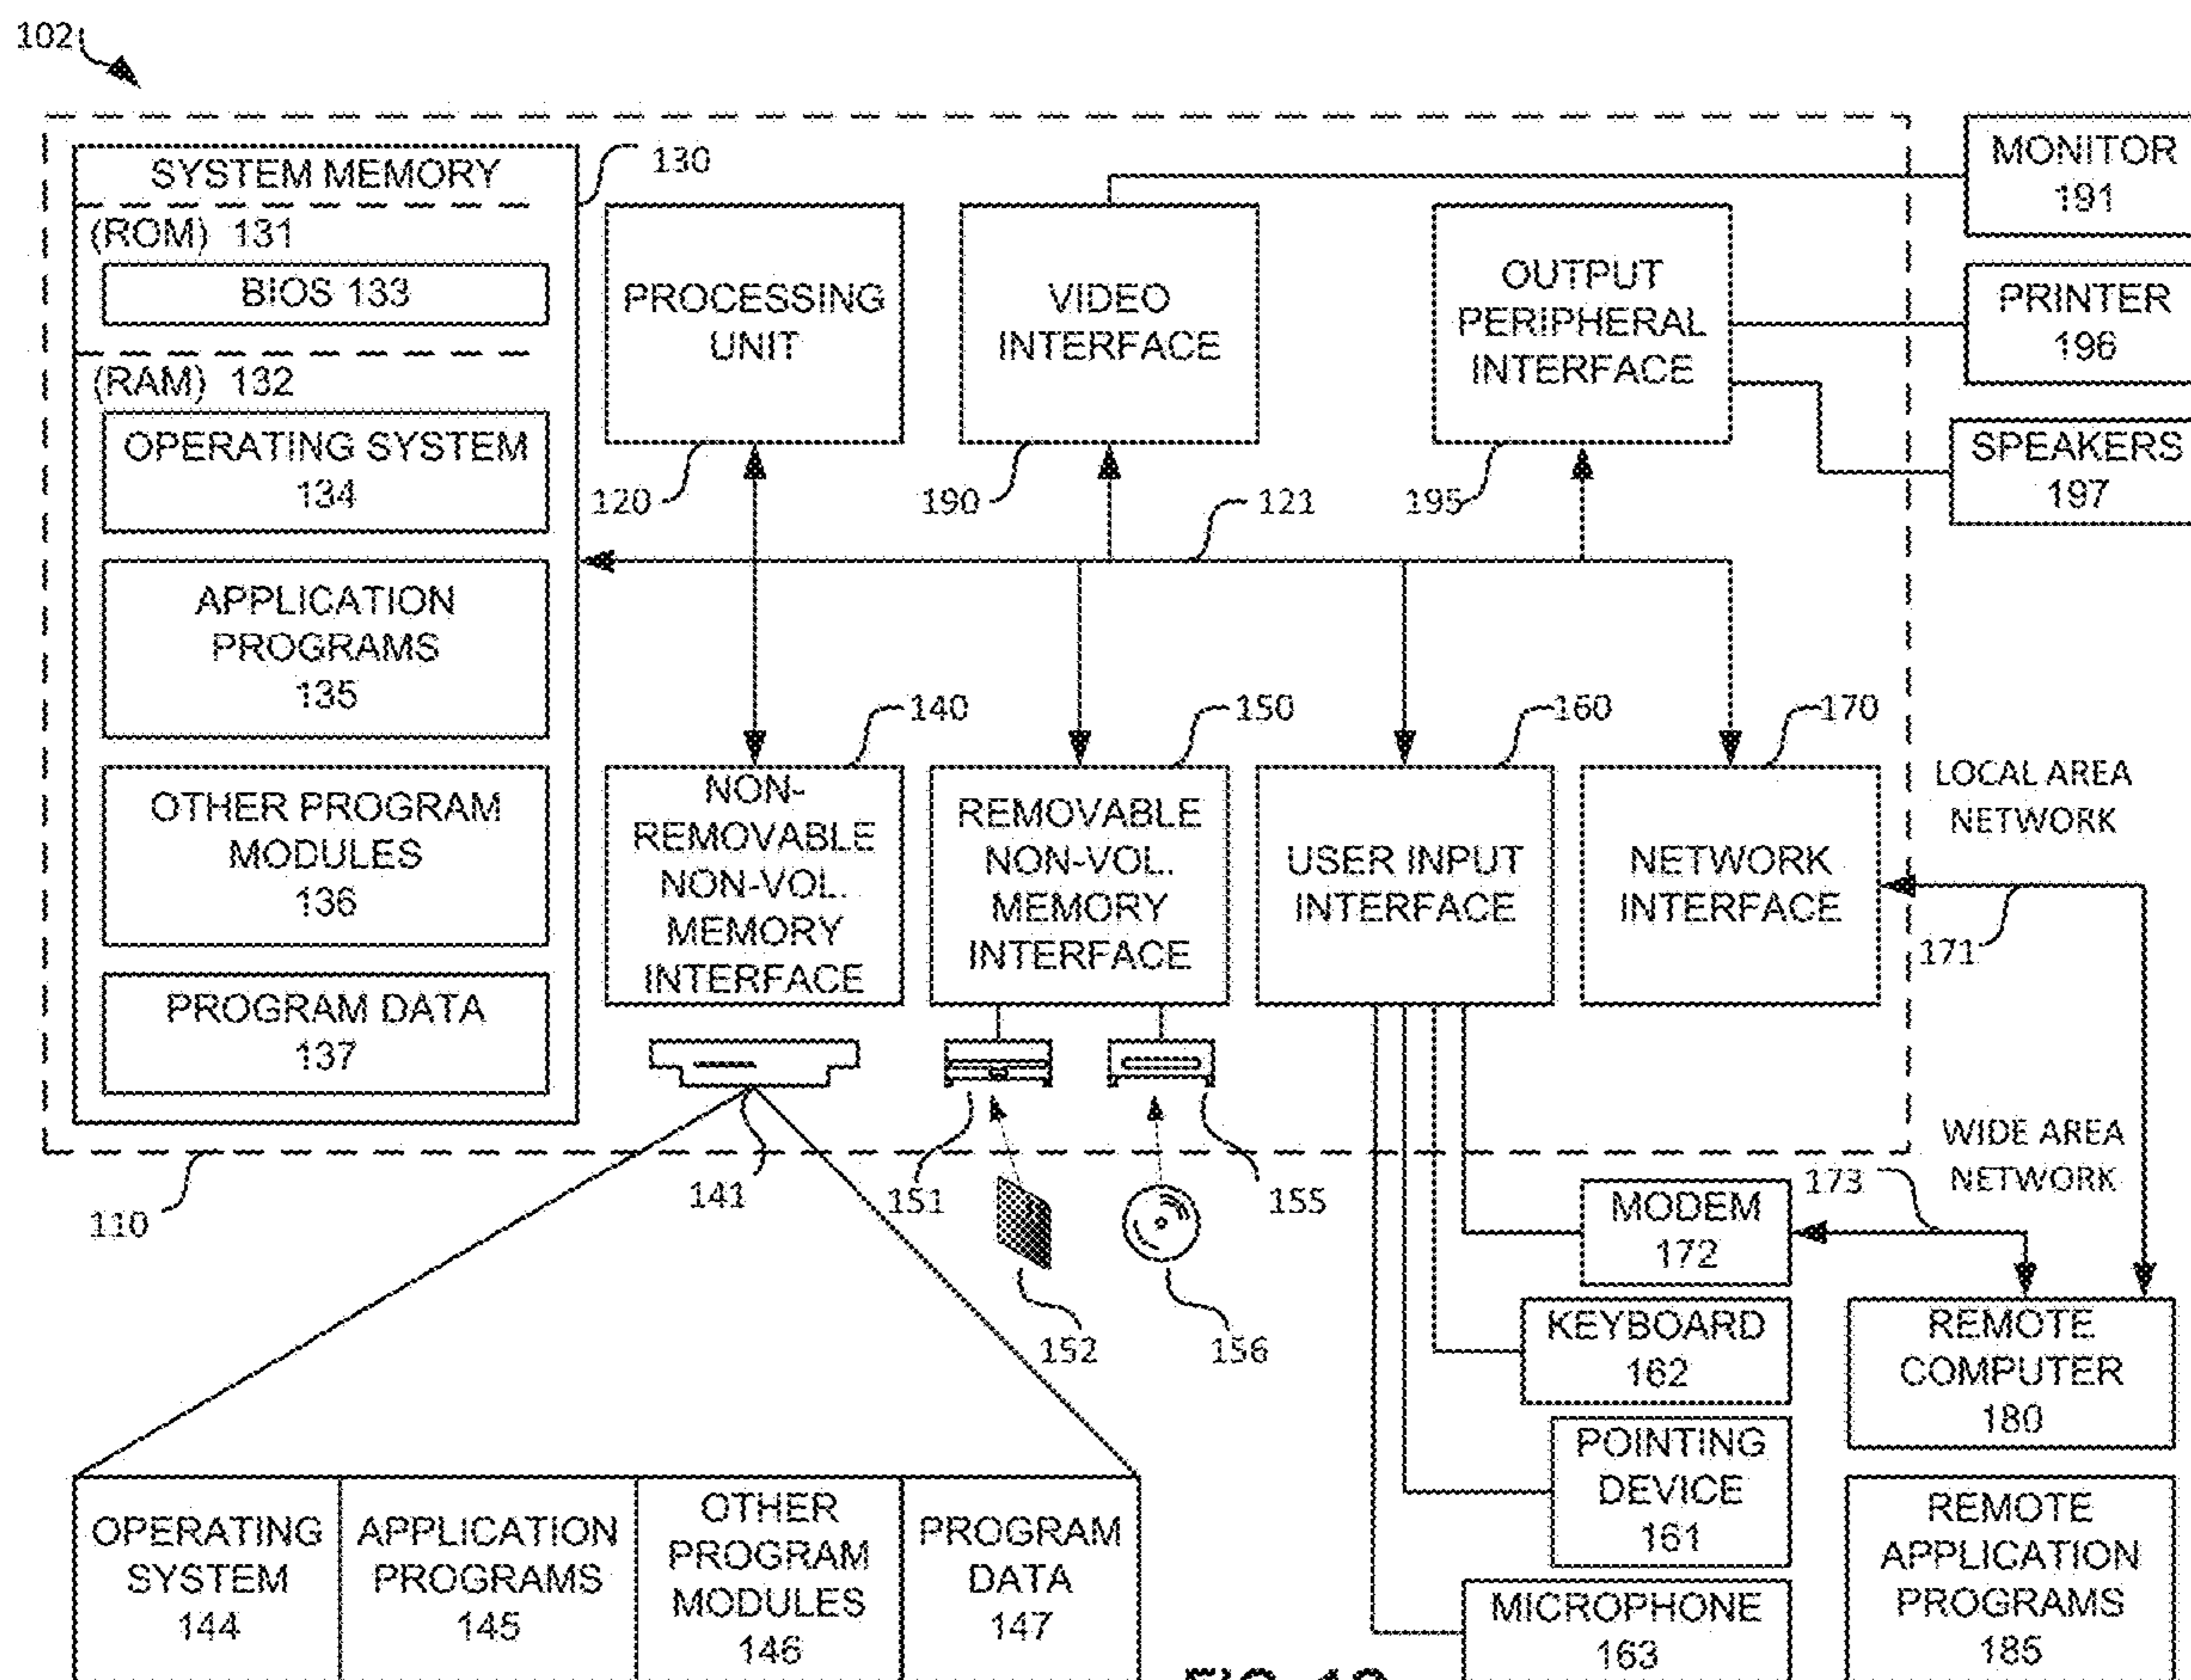 102
SYSTEM MEMORY
130
(ROM) 131
BIOS 133
(RAM) 132
OPERATING SYSTEM
134
APPLICATION
PROGRAMS
135
OTHER PROGRAM
MODULES
136
PROGRAM DATA
137
PROCESSING
UNIT
120
VIDEO
INTERFACE
190
OUTPUT
PERIPHERAL
INTERFACE
195
121
MONITOR
191
PRINTER
196
SPEAKERS
197
NON-
REMOVABLE
NON-VOL.
MEMORY
INTERFACE
140
REMOVABLE
NON-VOL.
MEMORY
INTERFACE
150
USER INPUT
INTERFACE
160
NETWORK
INTERFACE
170
LOCAL AREA
NETWORK
171
WIDE AREA
NETWORK
173
110
141
151
155
152
156
MODEM
172
KEYBOARD
162
POINTING
DEVICE
161
MICROPHONE
163
REMOTE
COMPUTER
180
REMOTE
APPLICATION
PROGRAMS
185
OPERATING
SYSTEM
144
APPLICATION
PROGRAMS
145
OTHER
PROGRAM
MODULES
146
PROGRAM
DATA
147